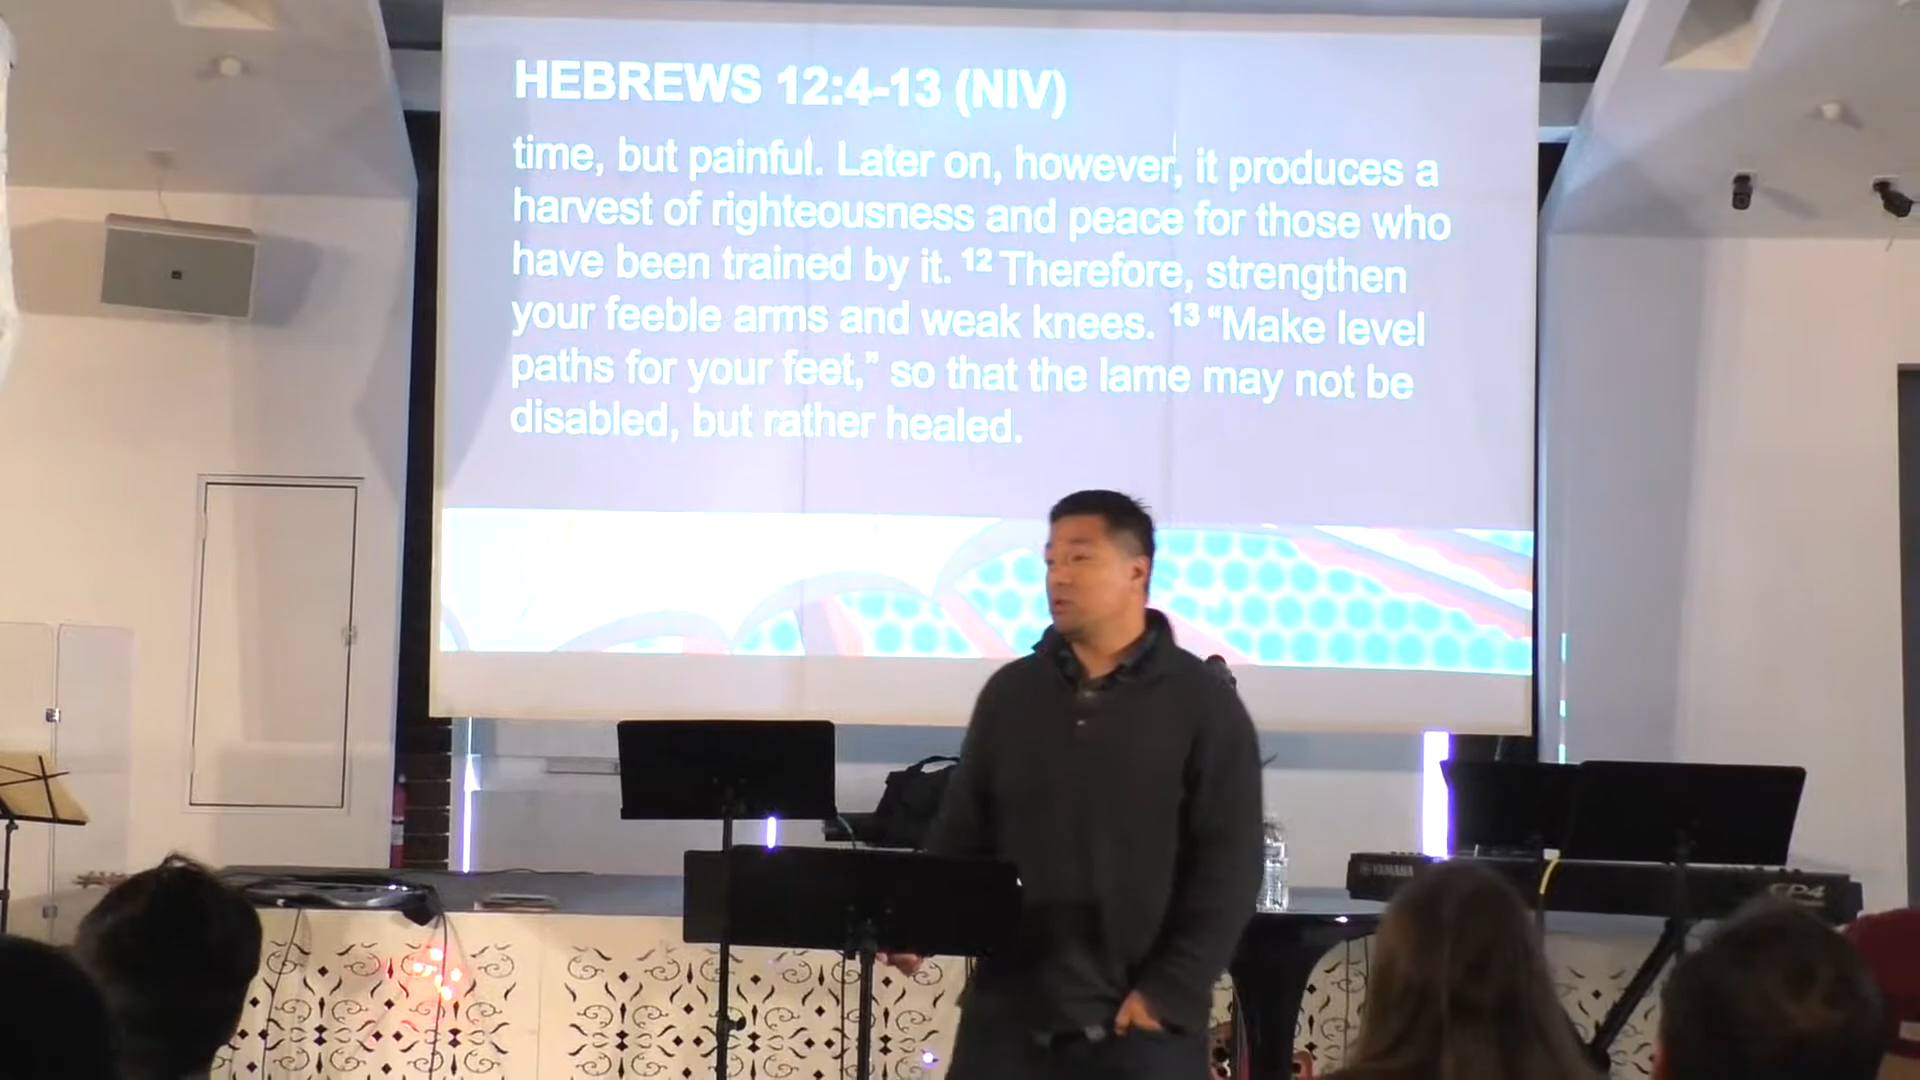 HEBREWS 12:4-13 (NIV)
time, but painful. Later on, however, it produces a
harvest of righteousness and peace for those who
have been trained by it. 12 Therefore, strengthen
your feeble arms and weak knees. 13 “Make level
paths for your feet,” so that the lame may not be
disabled, but rather healed.
YAMAHA
CP4